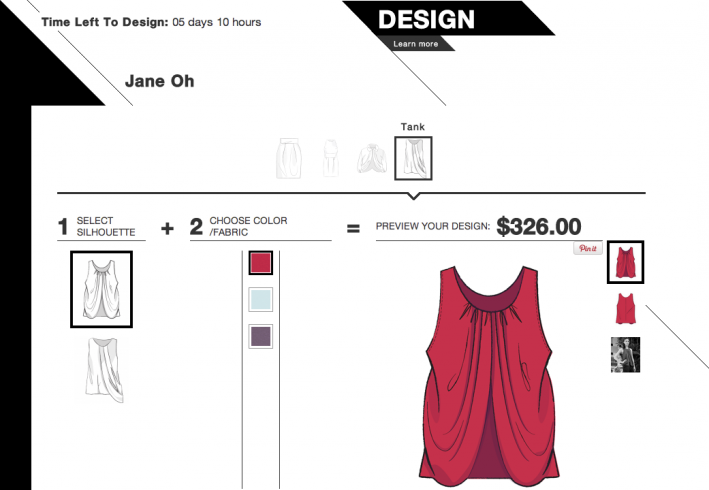 Time Left To Design: 05 days 10 hours
DESIGN
Learn more
Jane Oh
Tank
1 SELECT
SILHOUETTE
+
2 CHOOSE COLOR
/FABRIC
=
PREVIEW YOUR DESIGN: $326.00
Pin it